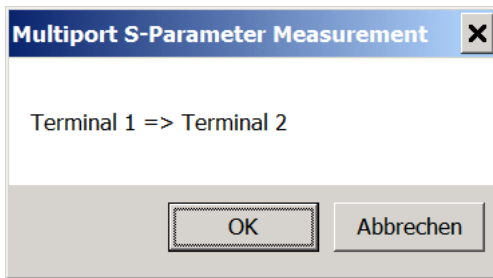 Multiport S-Parameter Measurement
Terminal 1 => Terminal 2
OK
Abbrechen